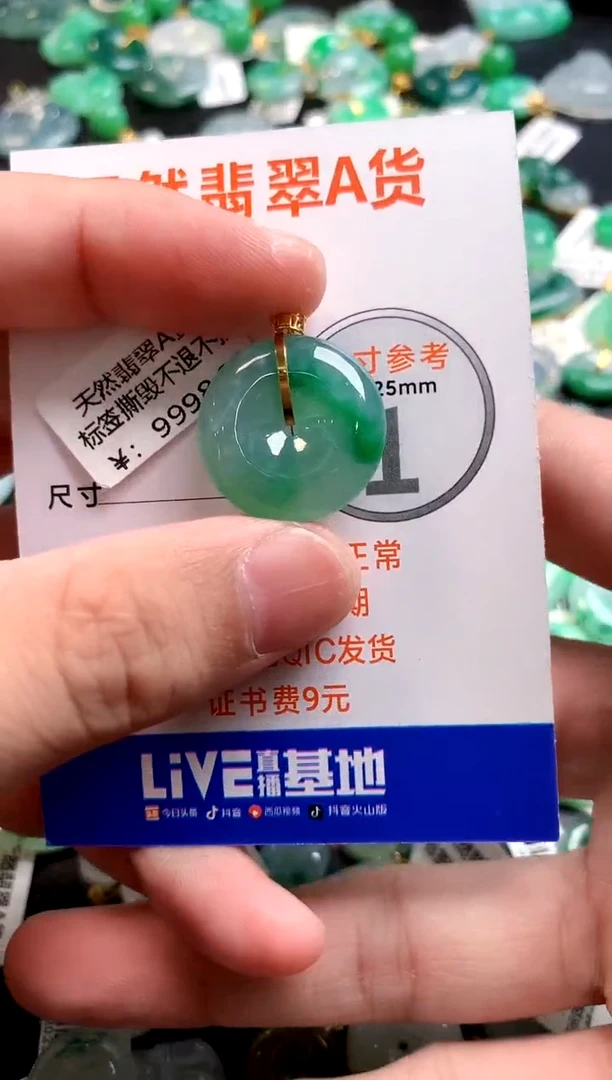 然翡翠A货
天然翡翠A
标签撕毁不退不
9998
寸参考
25mm
1
尺寸
正常
期
QIC发货
证书费9元
LiVE直播基地
今日头条 抖音 西瓜视频 抖音火山版